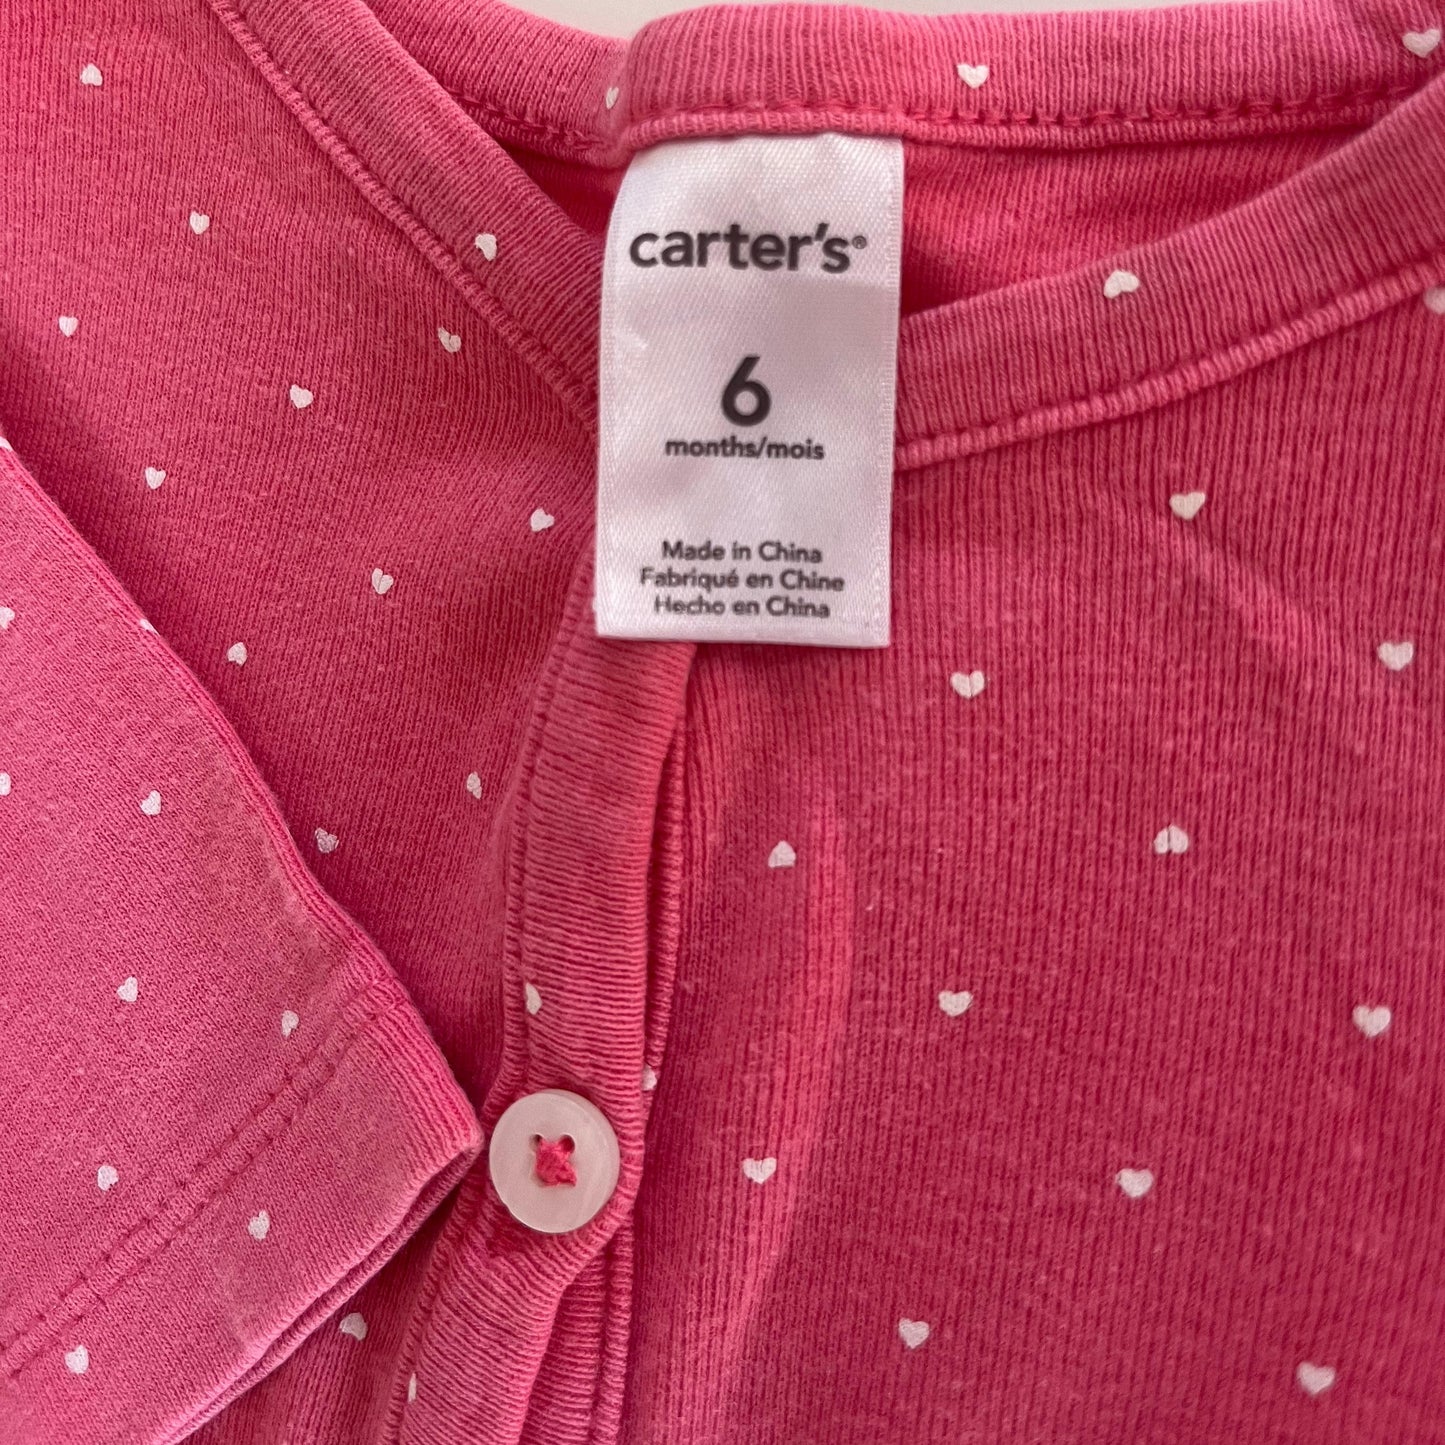 carter's®
6
months/mois
Made in China
Fabriqué en Chine
Hecho en China